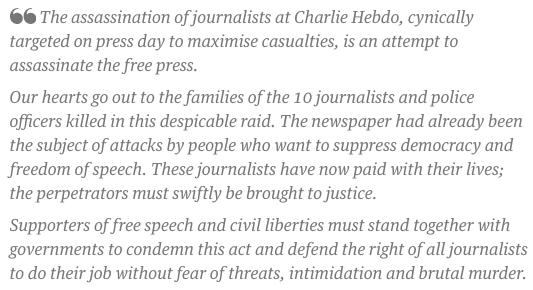 ❝ The assassination of journalists at Charlie Hebdo, cynically
targeted on press day to maximise casualties, is an attempt to
assassinate the free press.
Our hearts go out to the families of the 10 journalists and police
officers killed in this despicable raid. The newspaper had already been
the subject of attacks by people who want to suppress democracy and
freedom of speech. These journalists have now paid with their lives;
the perpetrators must swiftly be brought to justice.
Supporters of free speech and civil liberties must stand together with
governments to condemn this act and defend the right of all journalists
to do their job without fear of threats, intimidation and brutal murder.